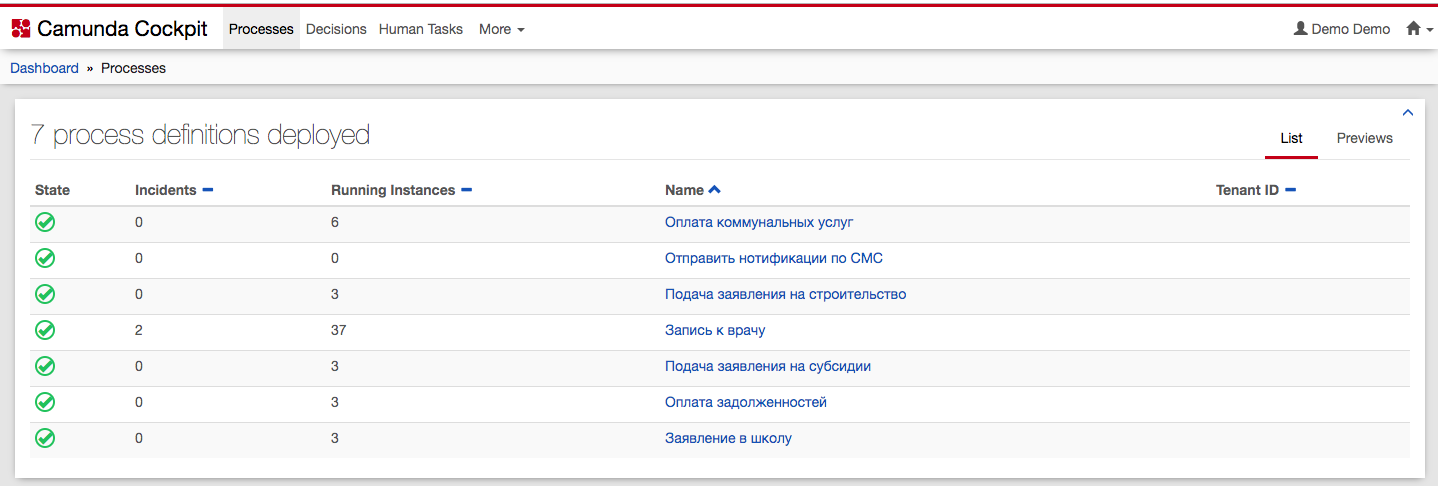 Camunda Cockpit Processes Decisions Human Tasks More Demo Demo
Dashboard » Processes
7 process definitions deployed
List Previews
State Incidents Running Instances Name Tenant ID
0 6 Оплата коммунальных услуг
0 0 Отправить нотификации по СМС
0 3 Подача заявления на строительство
2 37 Запись к врачу
0 3 Подача заявления на субсидии
0 3 Оплата задолженностей
0 3 Заявление в школу